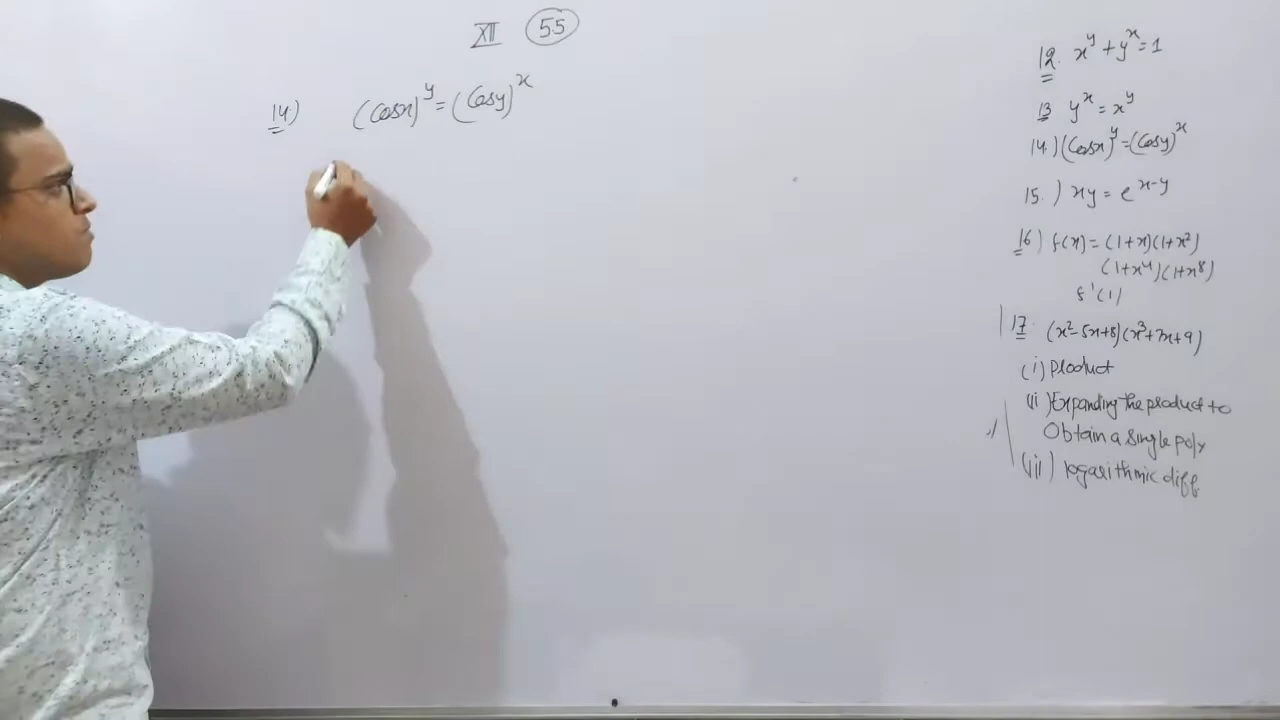 XII 55
14) (Cosx)^y = (Cosy)^x
12. x^y + y^x = 1
13 y^x = x^y
14.) (Cosx)^y = (Cosy)^x
15.) xy = e^x-y
16) f(x) = (1+x)(1+x²)
(1+x⁴)(1+x⁸)
f'(1)
17. (x²-5x+8)(x³+7x+9)
(i) Product
(ii) Expanding the product to
Obtain a single poly
(iii) logarithmic diff